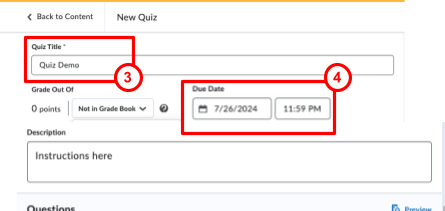 Back to Content New Quiz
Quiz Title *
Quiz Demo
3 4
Grade Out Of Due Date
0 points Not in Grade Book 7/26/2024 11:59 PM
Description
Instructions here
Questions Preview